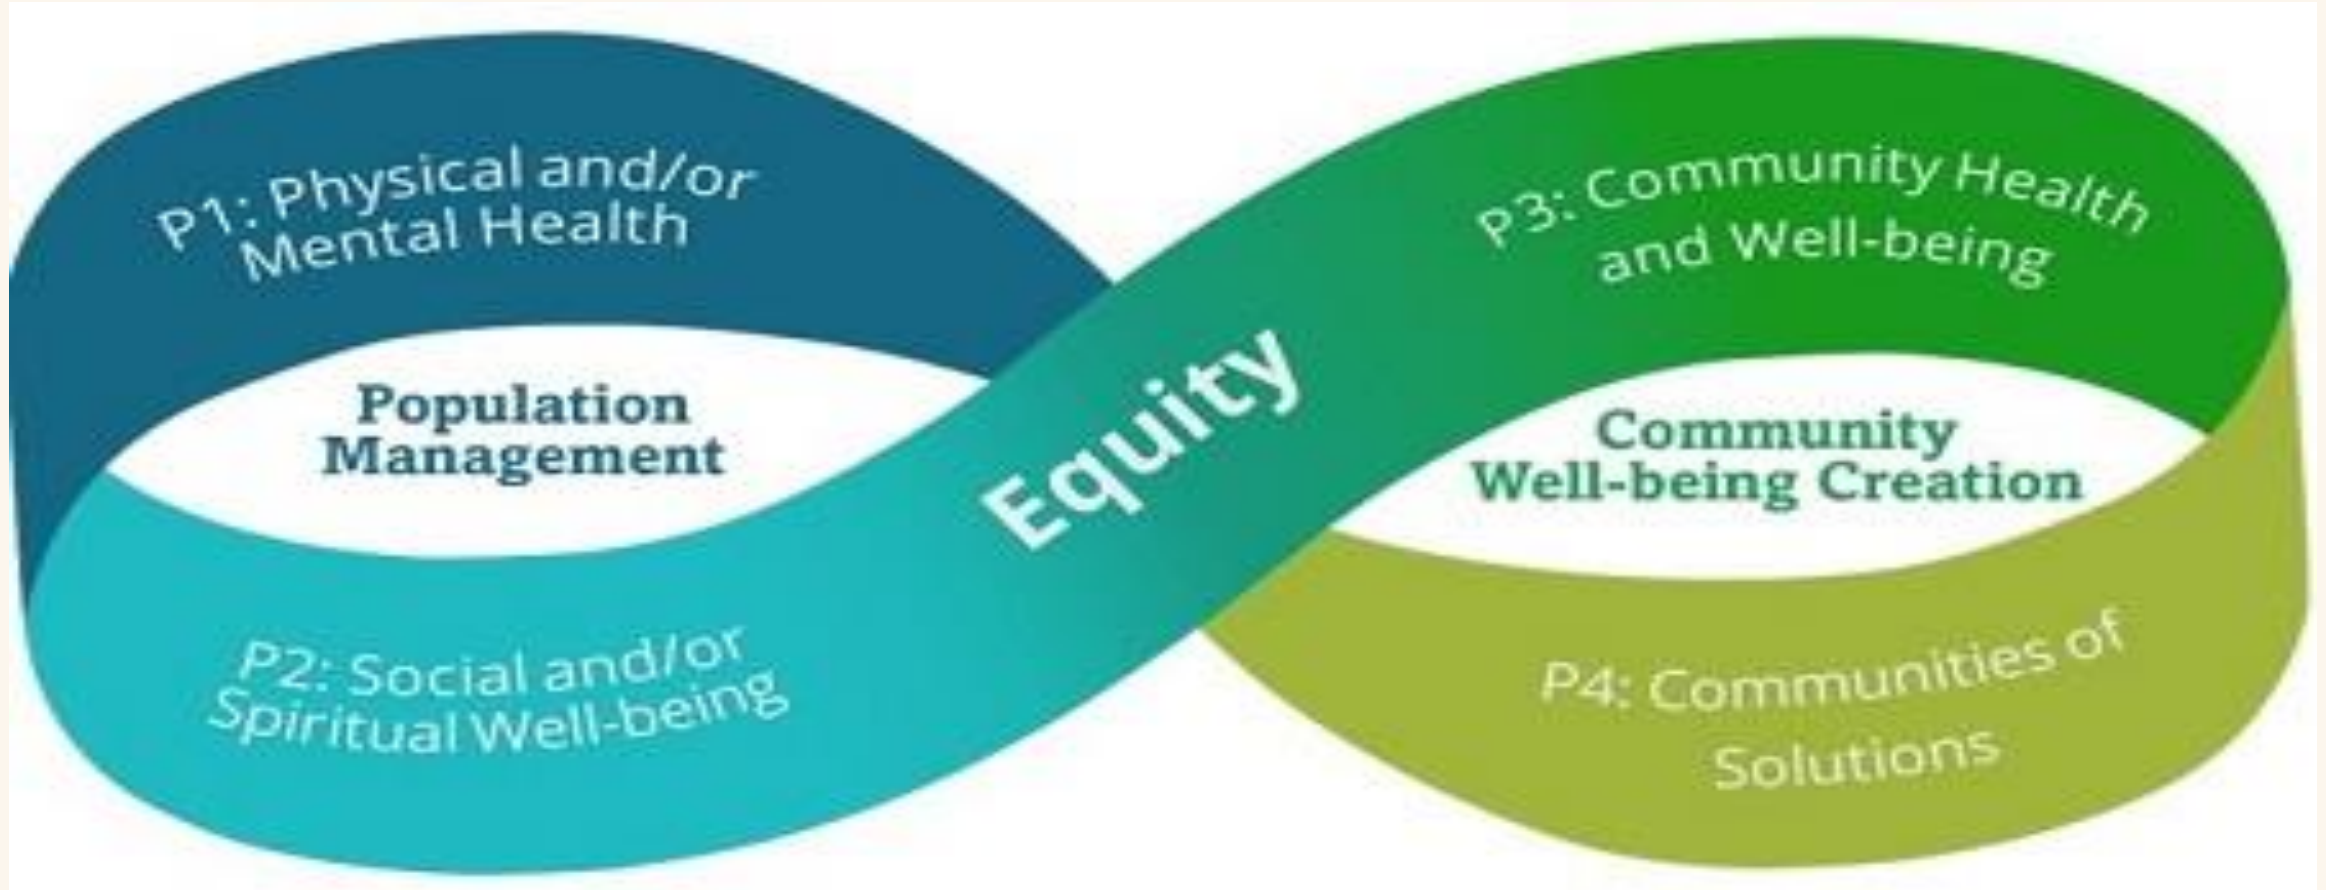 P1: Physical and/or
Mental Health
Population
Management
P2: Social and/or
Spiritual Well-being
Equity
P3: Community Health
and Well-being
Community
Well-being Creation
P4: Communities of
Solutions